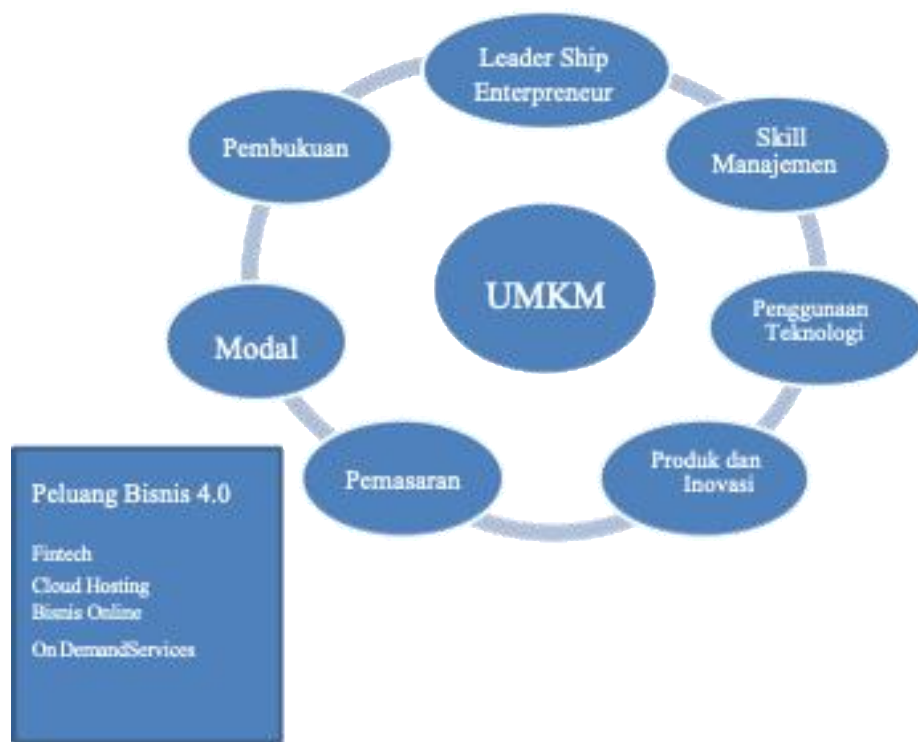 Leader Ship
Enterpreneur
Skill
Manajemen
Penggunaan
Teknologi
Produk dan
Inovasi
Pemasaran
Modal
Pembukuan
UMKM
Peluang Bisnis 4.0
Fintech
Cloud Hosting
Bisnis Online
On DemandServices